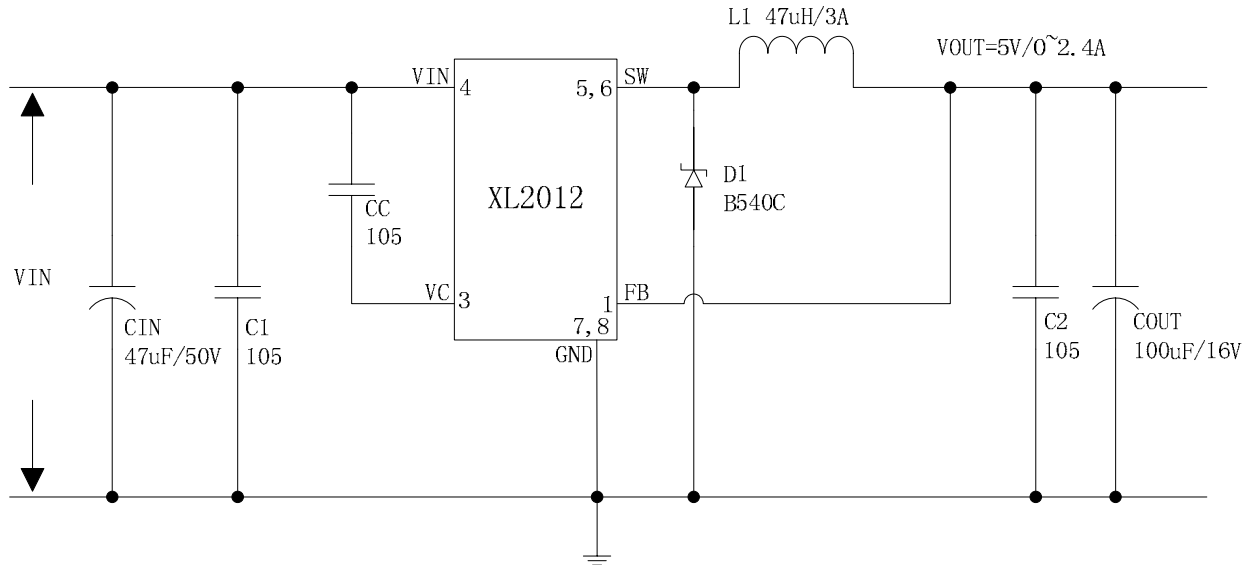 L1 47uH/3A
VOUT=5V/0~2.4A
VIN
4
5,6
SW
XL2012
D1
B540C
CC
105
VIN
VC
3
1
FB
7,8
GND
CIN
47uF/50V
C1
105
C2
105
COUT
100uF/16V